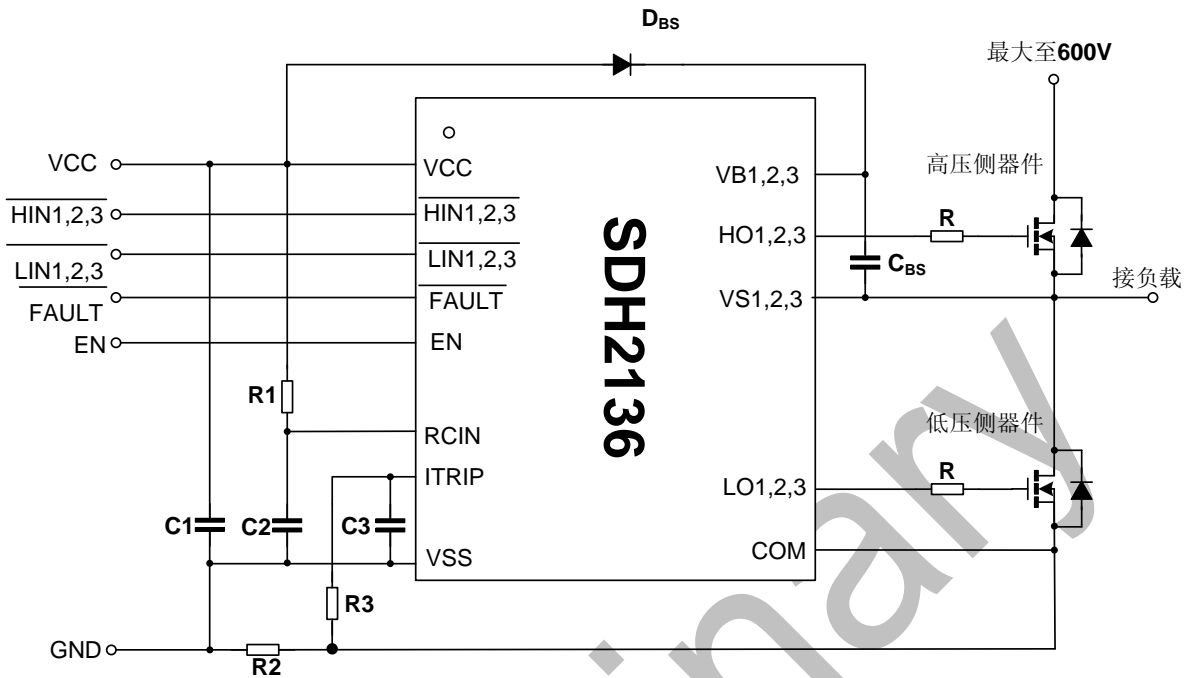 D_BS
最大至600V
VCC
HIN1,2,3
LIN1,2,3
FAULT
EN
VCC
HIN1,2,3
LIN1,2,3
FAULT
EN
RCIN
ITRIP
VSS
SDH2136
VB1,2,3
HO1,2,3
VS1,2,3
LO1,2,3
COM
高压侧器件
R
C_BS
接负载
低压侧器件
R
R1
C1
C2
C3
R3
GND
R2
inary